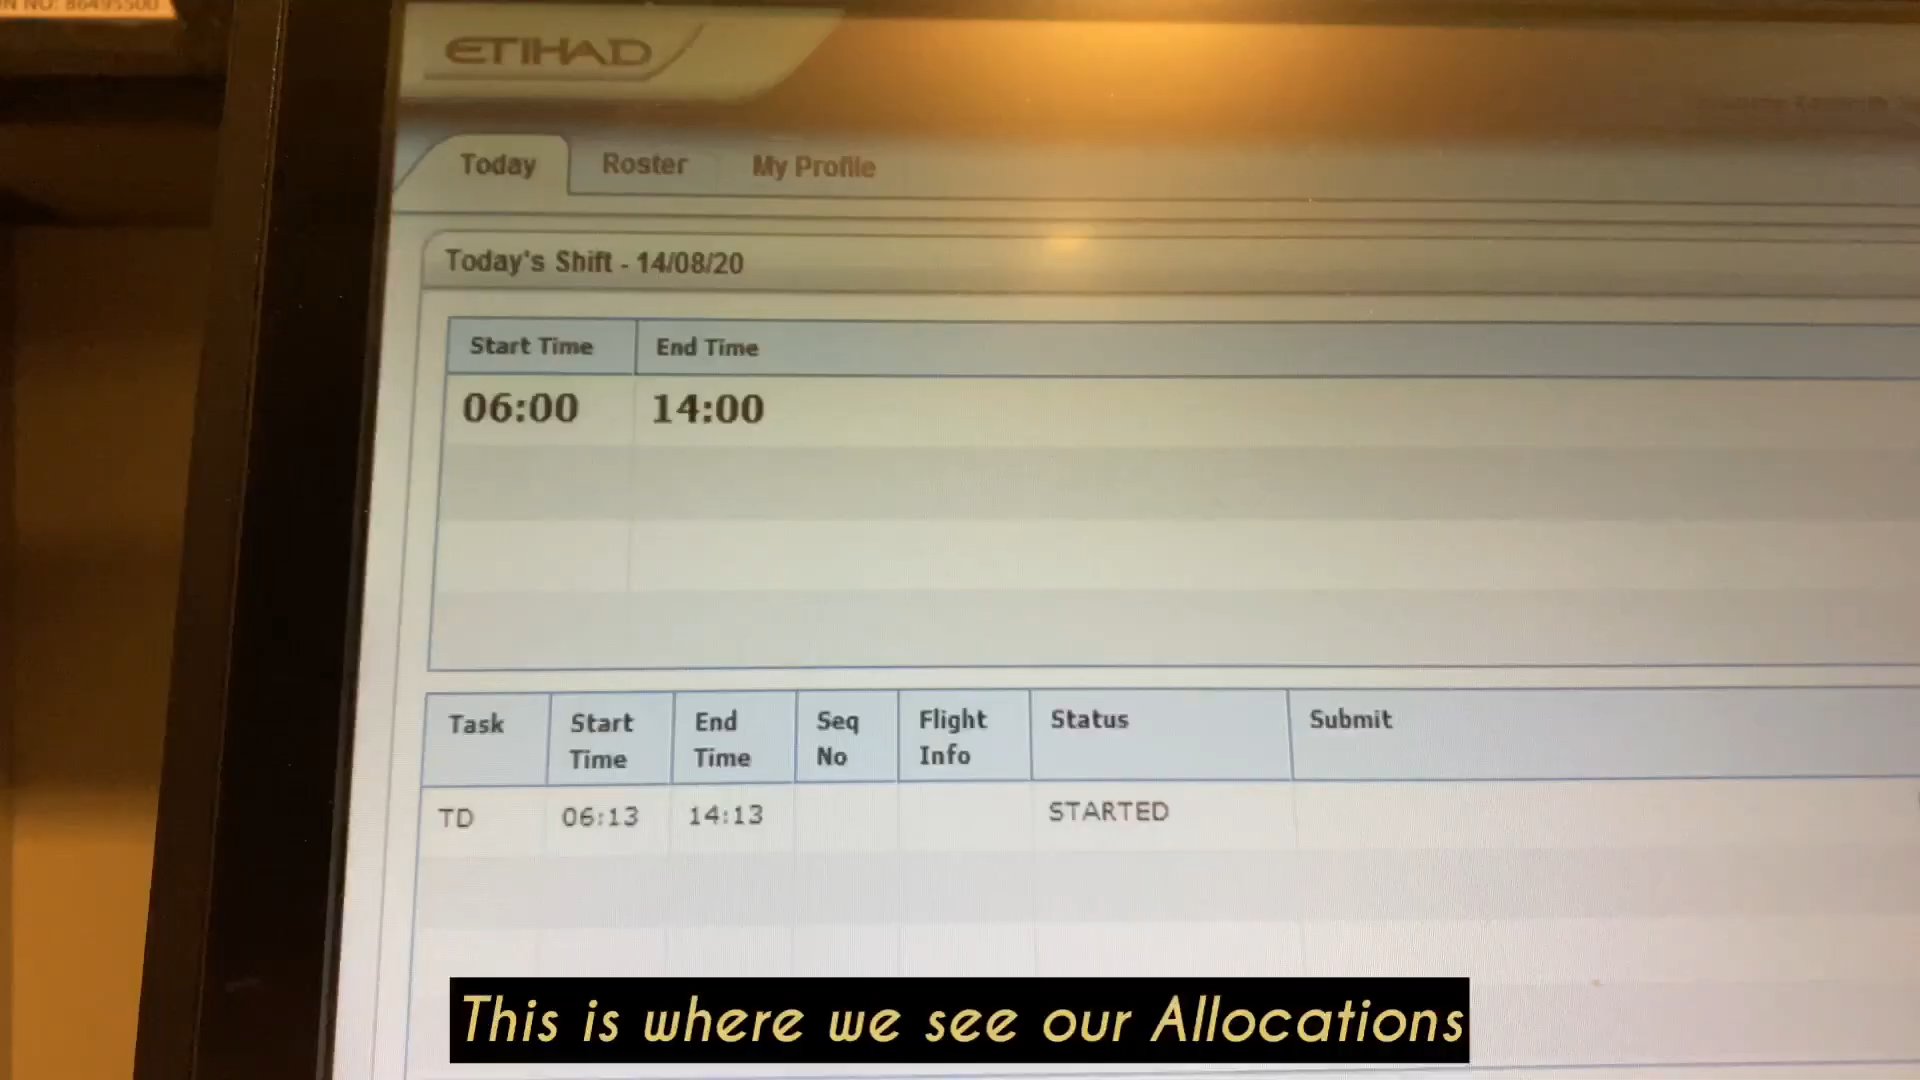 ETIHAD
Today Roster My Profile
Today's Shift - 14/08/20
Start Time End Time
06:00 14:00
Task Start Time End Time Seq No Flight Info Status Submit
TD 06:13 14:13 STARTED
This is where we see our Allocations